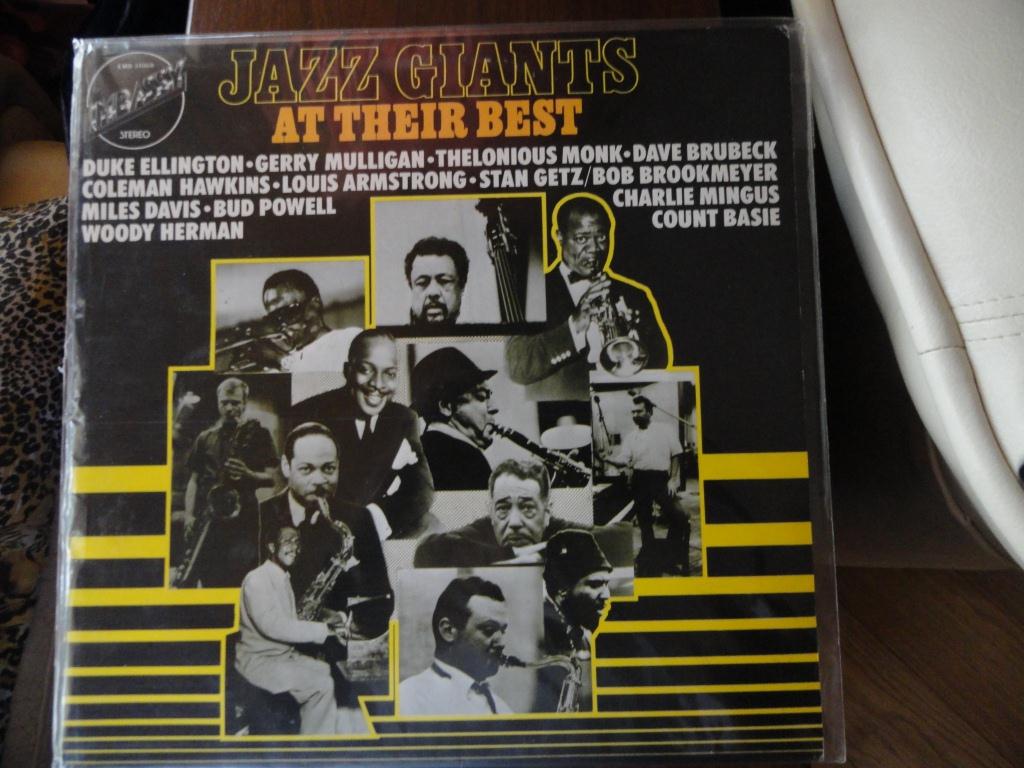 EMBASSY
STEREO
JAZZ GIANTS
AT THEIR BEST
DUKE ELLINGTON • GERRY MULLIGAN • THELONIOUS MONK • DAVE BRUBECK
COLEMAN HAWKINS • LOUIS ARMSTRONG • STAN GETZ/BOB BROOKMEYER
MILES DAVIS • BUD POWELL
CHARLIE MINGUS
WOODY HERMAN
COUNT BASIE